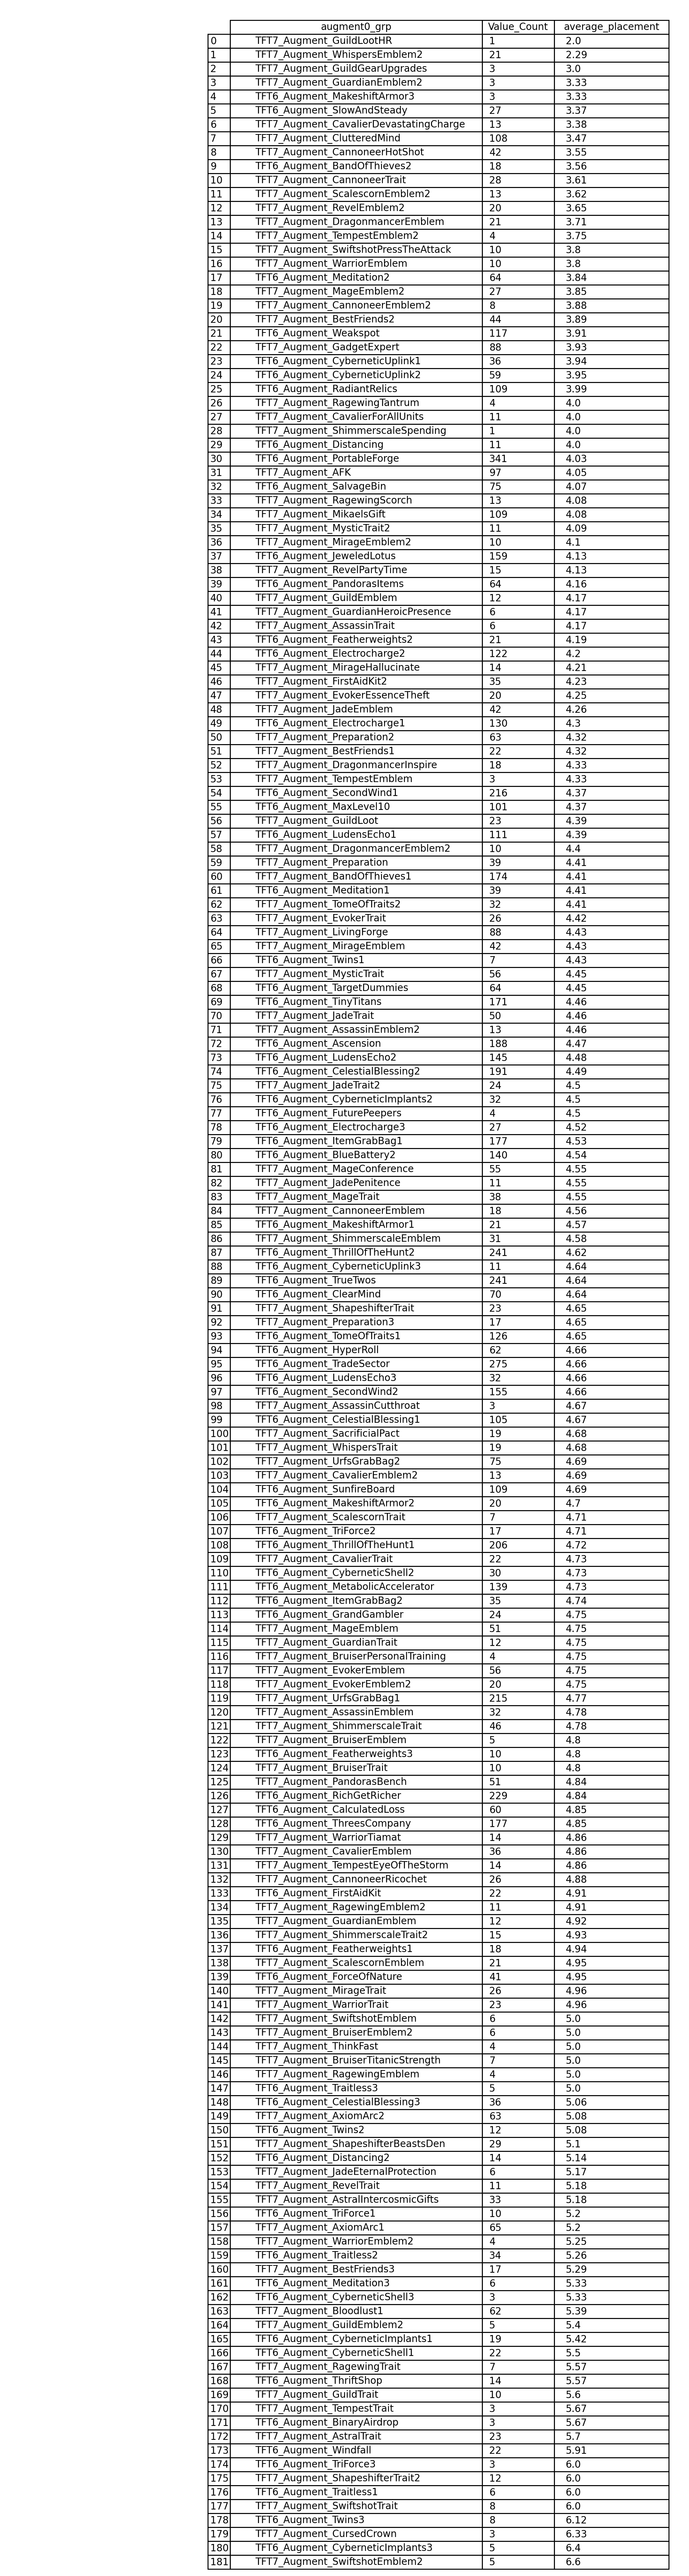 augment0_grp Value_Count average_placement
0 TFT7_Augment_GuildLootHR 1 2.0
1 TFT7_Augment_WhispersEmblem2 21 2.29
2 TFT7_Augment_GuildGearUpgrades 3 3.0
3 TFT7_Augment_GuardianEmblem2 3 3.33
4 TFT6_Augment_MakeshiftArmor3 3 3.33
5 TFT6_Augment_SlowAndSteady 27 3.37
6 TFT7_Augment_CavalierDevastatingCharge 13 3.38
7 TFT7_Augment_ClutteredMind 108 3.47
8 TFT7_Augment_CannoneerHotShot 42 3.55
9 TFT6_Augment_BandOfThieves2 18 3.56
10 TFT7_Augment_CannoneerTrait 28 3.61
11 TFT7_Augment_ScalescornEmblem2 13 3.62
12 TFT7_Augment_RevelEmblem2 20 3.65
13 TFT7_Augment_DragonmancerEmblem 21 3.71
14 TFT7_Augment_TempestEmblem2 4 3.75
15 TFT7_Augment_SwiftshotPressTheAttack 10 3.8
16 TFT7_Augment_WarriorEmblem 10 3.8
17 TFT6_Augment_Meditation2 64 3.84
18 TFT7_Augment_MageEmblem2 27 3.85
19 TFT7_Augment_CannoneerEmblem2 8 3.88
20 TFT7_Augment_BestFriends2 44 3.89
21 TFT6_Augment_Weakspot 117 3.91
22 TFT7_Augment_GadgetExpert 88 3.93
23 TFT6_Augment_CyberneticUplink1 36 3.94
24 TFT6_Augment_CyberneticUplink2 59 3.95
25 TFT6_Augment_RadiantRelics 109 3.99
26 TFT7_Augment_RagewingTantrum 4 4.0
27 TFT7_Augment_CavalierForAllUnits 11 4.0
28 TFT7_Augment_ShimmerscaleSpending 1 4.0
29 TFT6_Augment_Distancing 11 4.0
30 TFT6_Augment_PortableForge 341 4.03
31 TFT7_Augment_AFK 97 4.05
32 TFT6_Augment_SalvageBin 75 4.07
33 TFT7_Augment_RagewingScorch 13 4.08
34 TFT7_Augment_MikaelsGift 109 4.08
35 TFT7_Augment_MysticTrait2 11 4.09
36 TFT7_Augment_MirageEmblem2 10 4.1
37 TFT6_Augment_JeweledLotus 159 4.13
38 TFT7_Augment_RevelPartyTime 15 4.13
39 TFT6_Augment_PandorasItems 64 4.16
40 TFT7_Augment_GuildEmblem 12 4.17
41 TFT7_Augment_GuardianHeroicPresence 6 4.17
42 TFT7_Augment_AssassinTrait 6 4.17
43 TFT6_Augment_Featherweights2 21 4.19
44 TFT6_Augment_Electrocharge2 122 4.2
45 TFT7_Augment_MirageHallucinate 14 4.21
46 TFT7_Augment_FirstAidKit2 35 4.23
47 TFT7_Augment_EvokerEssenceTheft 20 4.25
48 TFT7_Augment_JadeEmblem 42 4.26
49 TFT6_Augment_Electrocharge1 130 4.3
50 TFT7_Augment_Preparation2 63 4.32
51 TFT7_Augment_BestFriends1 22 4.32
52 TFT7_Augment_DragonmancerInspire 18 4.33
53 TFT7_Augment_TempestEmblem 3 4.33
54 TFT6_Augment_SecondWind1 216 4.37
55 TFT6_Augment_MaxLevel10 101 4.37
56 TFT7_Augment_GuildLoot 23 4.39
57 TFT6_Augment_LudensEcho1 111 4.39
58 TFT7_Augment_DragonmancerEmblem2 10 4.4
59 TFT7_Augment_Preparation 39 4.41
60 TFT7_Augment_BandOfThieves1 174 4.41
61 TFT6_Augment_Meditation1 39 4.41
62 TFT7_Augment_TomeOfTraits2 32 4.41
63 TFT7_Augment_EvokerTrait 26 4.42
64 TFT7_Augment_LivingForge 88 4.43
65 TFT7_Augment_MirageEmblem 42 4.43
66 TFT6_Augment_Twins1 7 4.43
67 TFT7_Augment_MysticTrait 56 4.45
68 TFT6_Augment_TargetDummies 64 4.45
69 TFT6_Augment_TinyTitans 171 4.46
70 TFT7_Augment_JadeTrait 50 4.46
71 TFT7_Augment_AssassinEmblem2 13 4.46
72 TFT6_Augment_Ascension 188 4.47
73 TFT6_Augment_LudensEcho2 145 4.48
74 TFT6_Augment_CelestialBlessing2 191 4.49
75 TFT7_Augment_JadeTrait2 24 4.5
76 TFT6_Augment_CyberneticImplants2 32 4.5
77 TFT6_Augment_FuturePeepers 4 4.5
78 TFT6_Augment_Electrocharge3 27 4.52
79 TFT6_Augment_ItemGrabBag1 177 4.53
80 TFT6_Augment_BlueBattery2 140 4.54
81 TFT7_Augment_MageConference 55 4.55
82 TFT7_Augment_JadePenitence 11 4.55
83 TFT7_Augment_MageTrait 38 4.55
84 TFT7_Augment_CannoneerEmblem 18 4.56
85 TFT6_Augment_MakeshiftArmor1 21 4.57
86 TFT7_Augment_ShimmerscaleEmblem 31 4.58
87 TFT6_Augment_ThrillOfTheHunt2 241 4.62
88 TFT6_Augment_CyberneticUplink3 11 4.64
89 TFT6_Augment_TrueTwos 241 4.64
90 TFT6_Augment_ClearMind 70 4.64
91 TFT7_Augment_ShapeshifterTrait 23 4.65
92 TFT7_Augment_Preparation3 17 4.65
93 TFT6_Augment_TomeOfTraits1 126 4.65
94 TFT6_Augment_HyperRoll 62 4.66
95 TFT6_Augment_TradeSector 275 4.66
96 TFT6_Augment_LudensEcho3 32 4.66
97 TFT6_Augment_SecondWind2 155 4.66
98 TFT7_Augment_AssassinCutthroat 3 4.67
99 TFT6_Augment_CelestialBlessing1 105 4.67
100 TFT7_Augment_SacrificialPact 19 4.68
101 TFT7_Augment_WhispersTrait 19 4.68
102 TFT7_Augment_UrfsGrabBag2 75 4.69
103 TFT7_Augment_CavalierEmblem2 13 4.69
104 TFT6_Augment_SunfireBoard 109 4.69
105 TFT6_Augment_MakeshiftArmor2 20 4.7
106 TFT7_Augment_ScalescornTrait 7 4.71
107 TFT6_Augment_TriForce2 17 4.71
108 TFT6_Augment_ThrillOfTheHunt1 206 4.72
109 TFT7_Augment_CavalierTrait 22 4.73
110 TFT6_Augment_CyberneticShell2 30 4.73
111 TFT6_Augment_MetabolicAccelerator 139 4.73
112 TFT6_Augment_ItemGrabBag2 35 4.74
113 TFT6_Augment_GrandGambler 24 4.75
114 TFT7_Augment_MageEmblem 51 4.75
115 TFT7_Augment_GuardianTrait 12 4.75
116 TFT7_Augment_BruiserPersonalTraining 4 4.75
117 TFT7_Augment_EvokerEmblem 56 4.75
118 TFT7_Augment_EvokerEmblem2 20 4.75
119 TFT7_Augment_UrfsGrabBag1 215 4.77
120 TFT7_Augment_AssassinEmblem 32 4.78
121 TFT7_Augment_ShimmerscaleTrait 46 4.78
122 TFT7_Augment_BruiserEmblem 5 4.8
123 TFT6_Augment_Featherweights3 10 4.8
124 TFT7_Augment_BruiserTrait 10 4.8
125 TFT7_Augment_PandorasBench 51 4.84
126 TFT6_Augment_RichGetRicher 229 4.84
127 TFT6_Augment_CalculatedLoss 60 4.85
128 TFT6_Augment_ThreesCompany 177 4.85
129 TFT7_Augment_WarriorTiamat 14 4.86
130 TFT7_Augment_CavalierEmblem 36 4.86
131 TFT7_Augment_TempestEyeOfTheStorm 14 4.86
132 TFT7_Augment_CannoneerRicochet 26 4.88
133 TFT6_Augment_FirstAidKit 22 4.91
134 TFT7_Augment_RagewingEmblem2 11 4.91
135 TFT7_Augment_GuardianEmblem 12 4.92
136 TFT7_Augment_ShimmerscaleTrait2 15 4.93
137 TFT6_Augment_Featherweights1 18 4.94
138 TFT7_Augment_ScalescornEmblem 21 4.95
139 TFT6_Augment_ForceOfNature 41 4.95
140 TFT7_Augment_MirageTrait 26 4.96
141 TFT7_Augment_WarriorTrait 23 4.96
142 TFT7_Augment_SwiftshotEmblem 6 5.0
143 TFT7_Augment_BruiserEmblem2 6 5.0
144 TFT7_Augment_ThinkFast 4 5.0
145 TFT7_Augment_BruiserTitanicStrength 7 5.0
146 TFT7_Augment_RagewingEmblem 4 5.0
147 TFT6_Augment_Traitless3 5 5.0
148 TFT6_Augment_CelestialBlessing3 36 5.06
149 TFT7_Augment_AxiomArc2 63 5.08
150 TFT6_Augment_Twins2 12 5.08
151 TFT7_Augment_ShapeshifterBeastsDen 29 5.1
152 TFT6_Augment_Distancing2 14 5.14
153 TFT7_Augment_JadeEternalProtection 6 5.17
154 TFT7_Augment_RevelTrait 11 5.18
155 TFT7_Augment_AstralIntercosmicGifts 33 5.18
156 TFT6_Augment_TriForce1 10 5.2
157 TFT7_Augment_AxiomArc1 65 5.2
158 TFT7_Augment_WarriorEmblem2 4 5.25
159 TFT6_Augment_Traitless2 34 5.26
160 TFT7_Augment_BestFriends3 17 5.29
161 TFT6_Augment_Meditation3 6 5.33
162 TFT6_Augment_CyberneticShell3 3 5.33
163 TFT7_Augment_Bloodlust1 62 5.39
164 TFT7_Augment_GuildEmblem2 5 5.4
165 TFT6_Augment_CyberneticImplants1 19 5.42
166 TFT6_Augment_CyberneticShell1 22 5.5
167 TFT7_Augment_RagewingTrait 7 5.57
168 TFT6_Augment_ThriftShop 14 5.57
169 TFT7_Augment_GuildTrait 10 5.6
170 TFT7_Augment_TempestTrait 3 5.67
171 TFT6_Augment_BinaryAirdrop 3 5.67
172 TFT7_Augment_AstralTrait 23 5.7
173 TFT6_Augment_Windfall 22 5.91
174 TFT6_Augment_TriForce3 3 6.0
175 TFT7_Augment_ShapeshifterTrait2 12 6.0
176 TFT6_Augment_Traitless1 6 6.0
177 TFT7_Augment_SwiftshotTrait 8 6.0
178 TFT6_Augment_Twins3 8 6.12
179 TFT7_Augment_CursedCrown 3 6.33
180 TFT6_Augment_CyberneticImplants3 5 6.4
181 TFT7_Augment_SwiftshotEmblem2 5 6.6